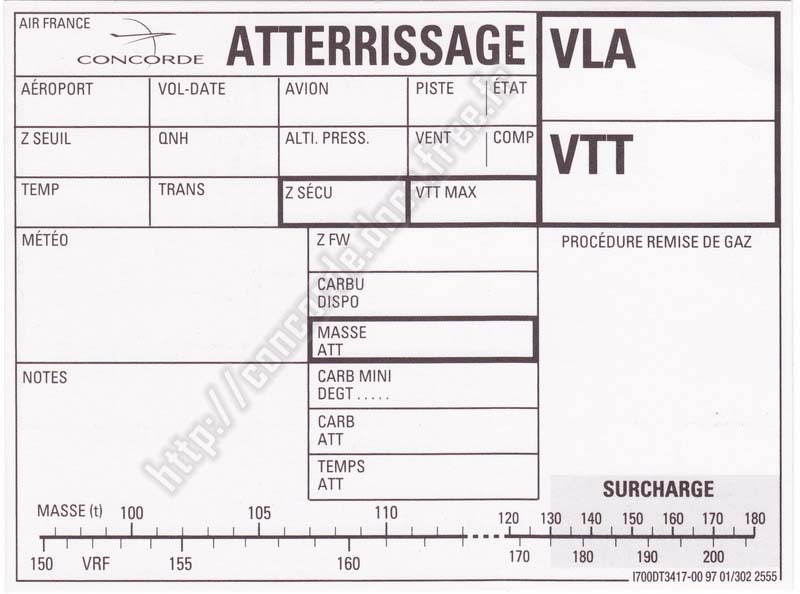 AIR FRANCE
CONCORDE
ATTERRISSAGE
VLA
AÉROPORT VOL-DATE AVION PISTE ÉTAT
Z SEUIL QNH ALTI. PRESS. VENT COMP
VTT
TEMP TRANS Z SÉCU VTT MAX
MÉTÉO
Z FW
PROCÉDURE REMISE DE GAZ
CARBU
DISPO
MASSE
ATT
NOTES
CARB MINI
DEGT .....
CARB
ATT
TEMPS
ATT
SURCHARGE
MASSE (t) 100 105 110 120 130 140 150 160 170 180
150 VRF 155 160 170 180 190 200
I700DT3417-00 97 01/302 2555
http://concorde.docs.free.fr